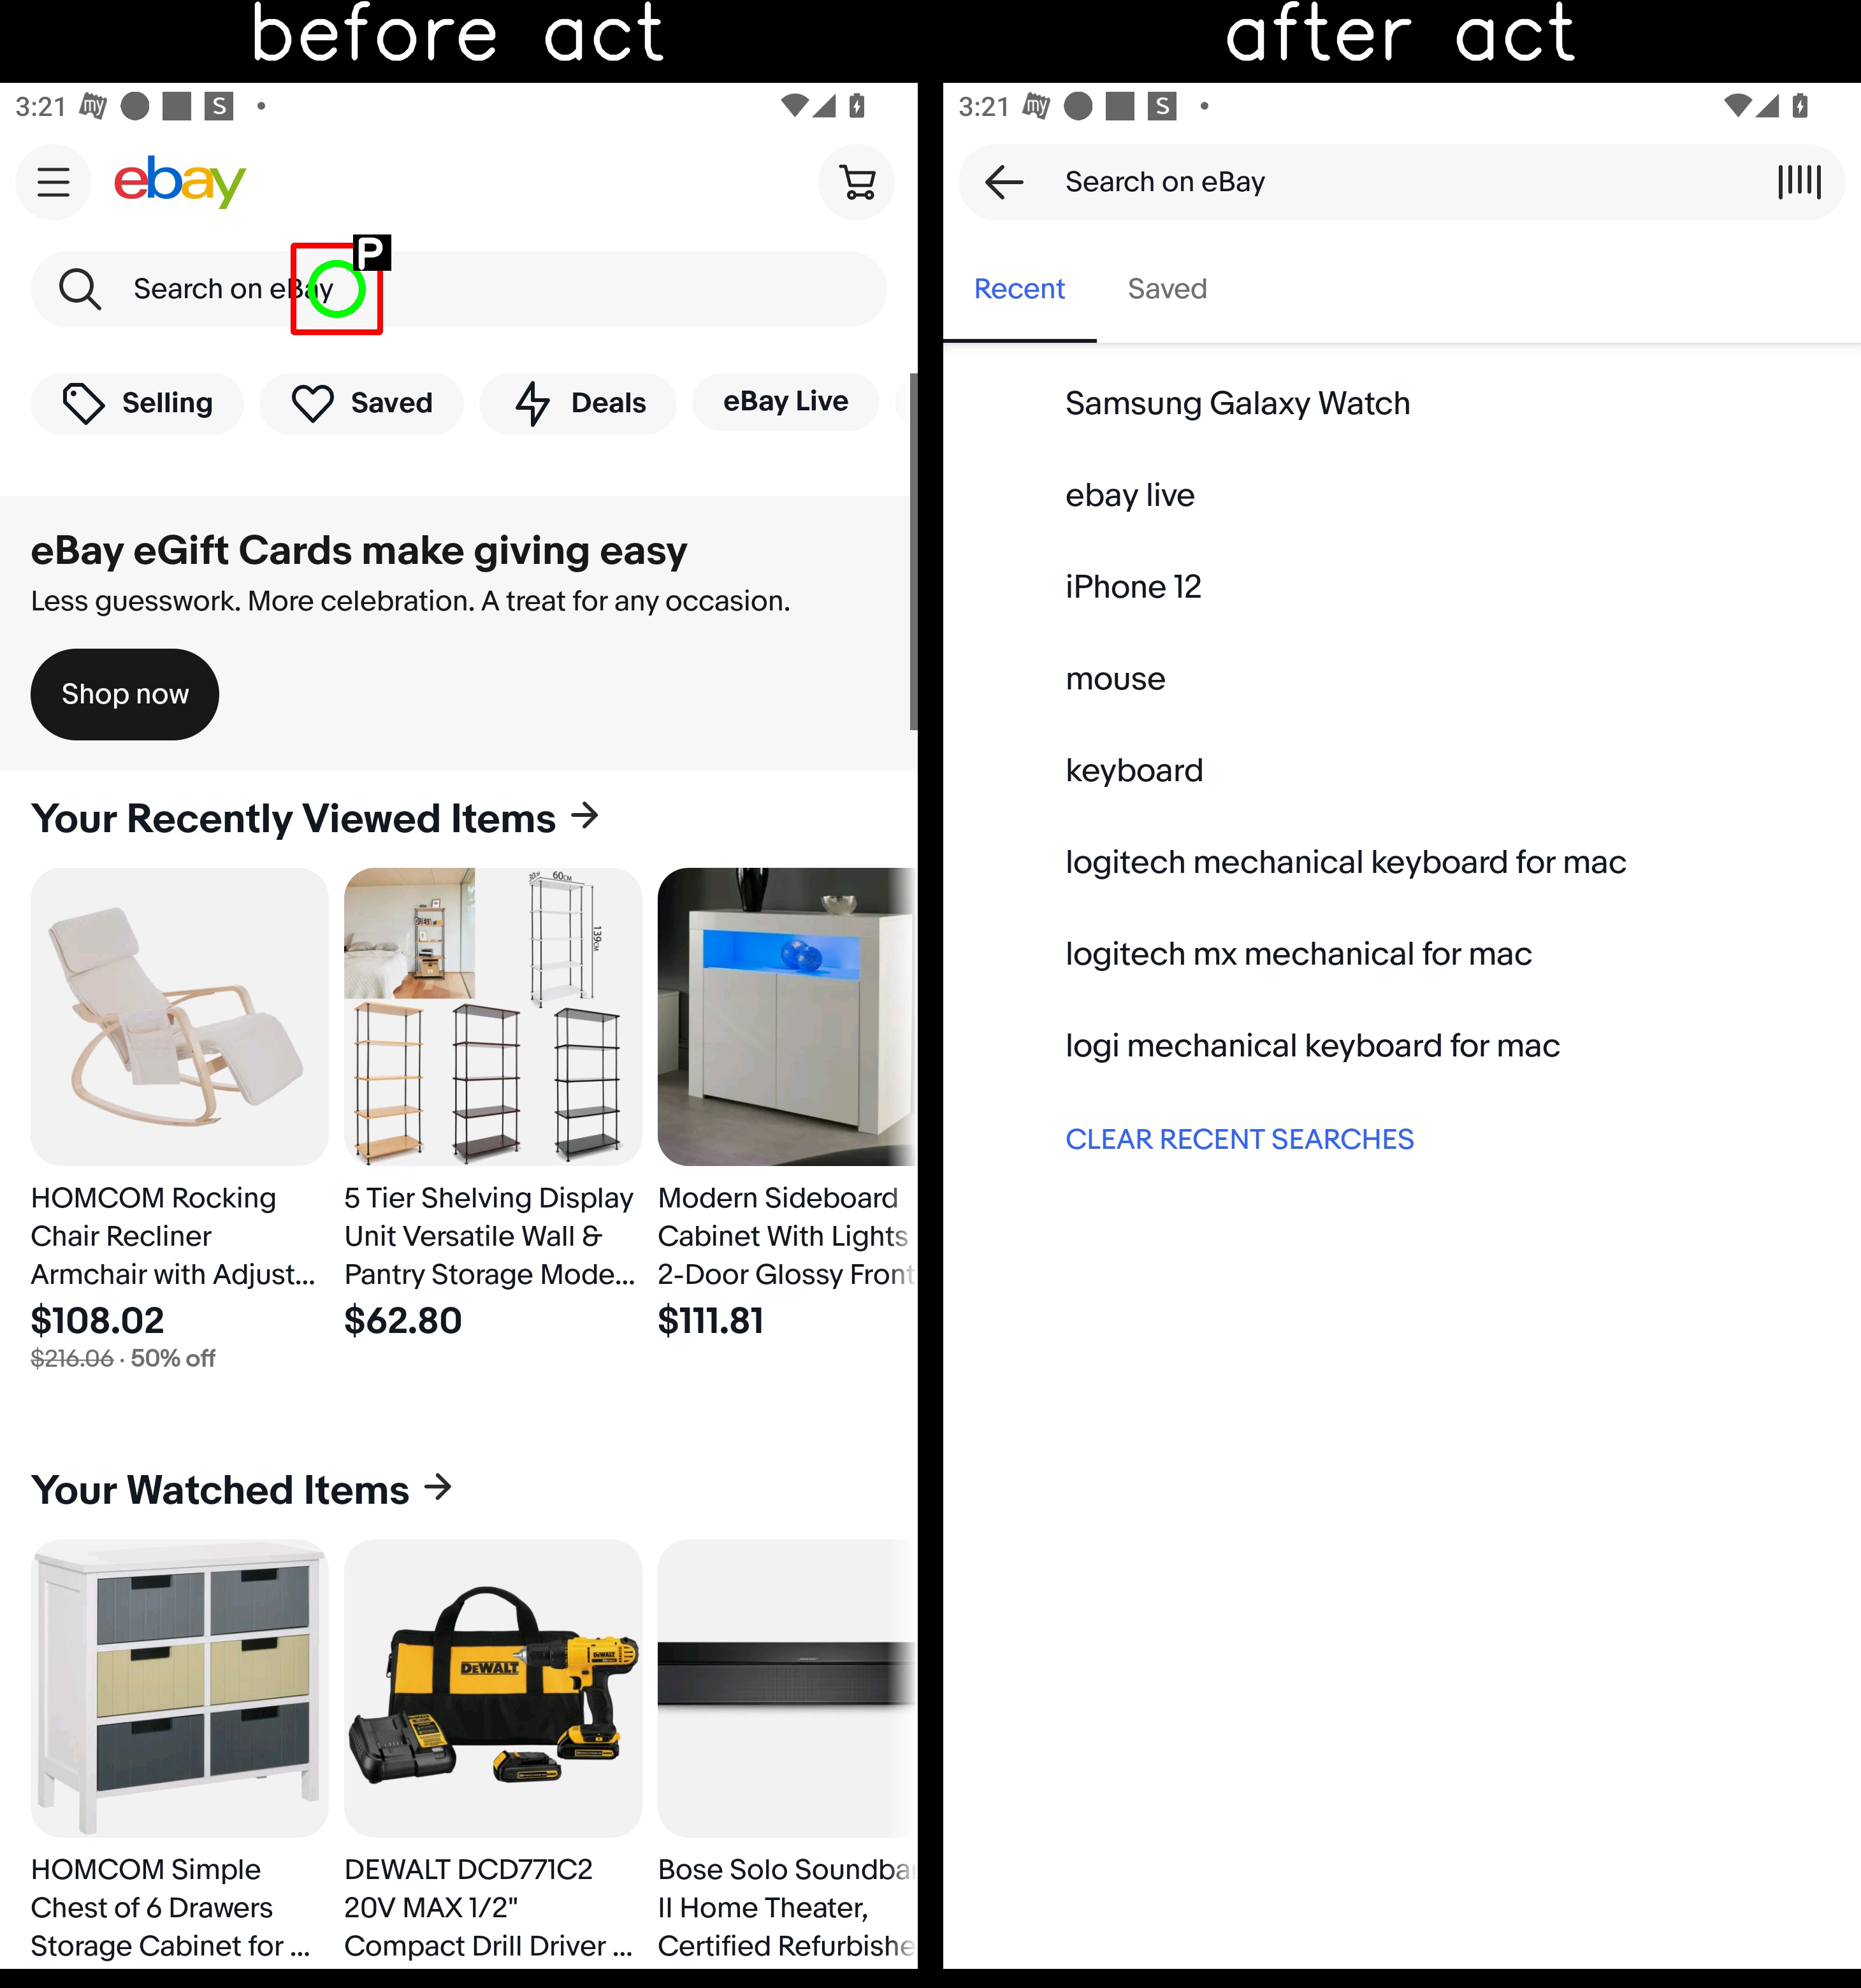 before act
after act
3:21 my S
ebay
P
Search on eBay
Selling
Saved
Deals
eBay Live
eBay eGift Cards make giving easy
Less guesswork. More celebration. A treat for any occasion.
Shop now
Your Recently Viewed Items
60CM
139CM
HOMCOM Rocking
Chair Recliner
Armchair with Adjust...
$108.02
$216.06 · 50% off
5 Tier Shelving Display
Unit Versatile Wall &
Pantry Storage Mode...
$62.80
Modern Sideboard
Cabinet With Lights
2-Door Glossy Front
$111.81
Your Watched Items
DEWALT
DEWALT
HOMCOM Simple
Chest of 6 Drawers
Storage Cabinet for ...
DEWALT DCD771C2
20V MAX 1/2"
Compact Drill Driver ...
Bose Solo Soundbar
II Home Theater,
Certified Refurbishe
3:21 my S
Search on eBay
Recent
Saved
Samsung Galaxy Watch
ebay live
iPhone 12
mouse
keyboard
logitech mechanical keyboard for mac
logitech mx mechanical for mac
logi mechanical keyboard for mac
CLEAR RECENT SEARCHES